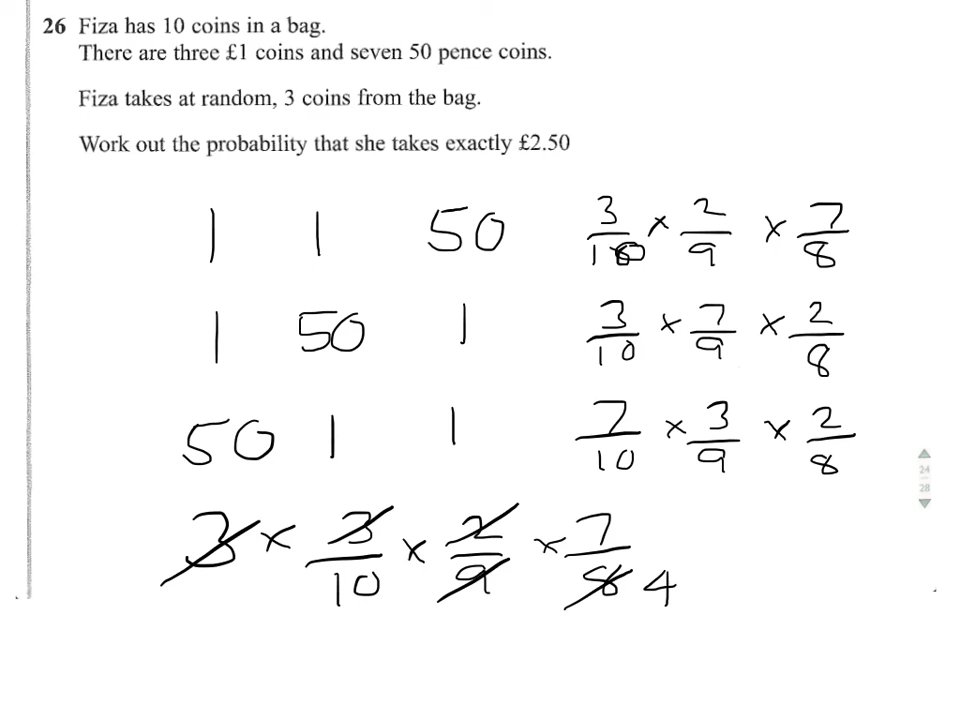 26 Fiza has 10 coins in a bag.
There are three £1 coins and seven 50 pence coins.
Fiza takes at random, 3 coins from the bag.
Work out the probability that she takes exactly £2.50
1 1 50 3/10 × 2/9 × 7/8
1 50 1 3/10 × 7/9 × 2/8
50 1 1 7/10 × 3/9 × 2/8
3 × 3/10 × 2/9 × 7/8 4
24
28